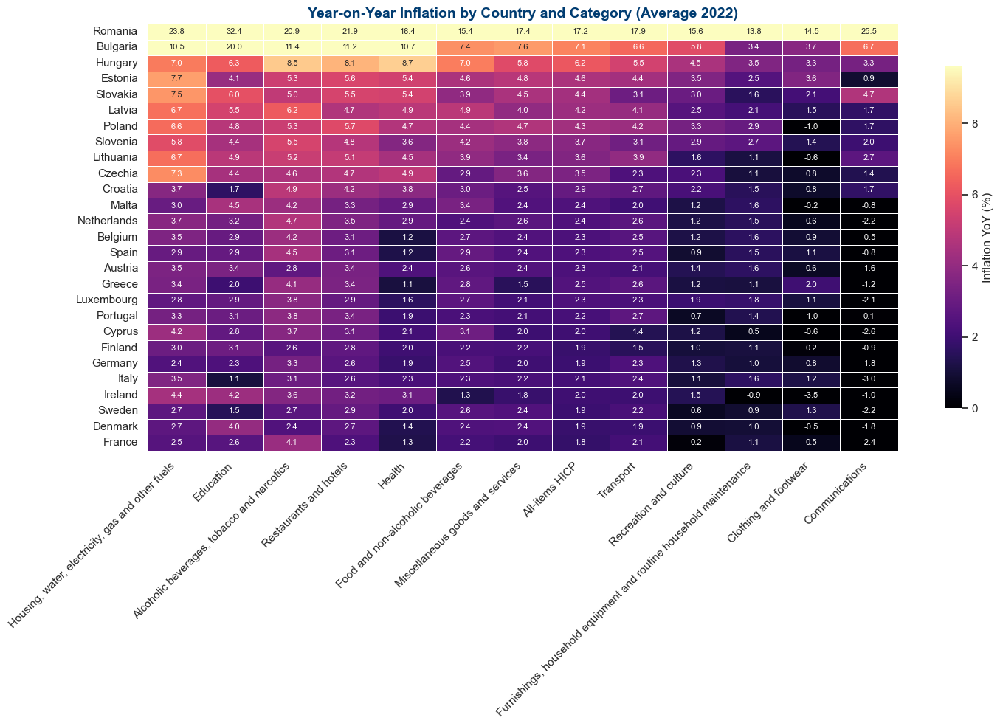 Year-on-Year Inflation by Country and Category (Average 2022)
Romania 23.8 32.4 20.9 21.9 16.4 15.4 17.4 17.2 17.9 15.6 13.8 14.5 25.5
Bulgaria 10.5 20.0 11.4 11.2 10.7 7.4 7.6 7.1 6.6 5.8 3.4 3.7 6.7
Hungary 7.0 6.3 8.5 8.1 8.7 7.0 5.8 6.2 5.5 4.5 3.5 3.3 3.3
Estonia 7.7 4.1 5.3 5.6 5.4 4.6 4.8 4.6 4.4 3.5 2.5 3.6 0.9
Slovakia 7.5 6.0 5.0 5.5 5.4 3.9 4.5 4.4 3.1 3.0 1.6 2.1 4.7
Latvia 6.7 5.5 6.2 4.7 4.9 4.9 4.0 4.2 4.1 2.5 2.1 1.5 1.7
Poland 6.6 4.8 5.3 5.7 4.7 4.4 4.7 4.3 4.2 3.3 2.9 -1.0 1.7
Slovenia 5.8 4.4 5.5 4.8 3.6 4.2 3.8 3.7 3.1 2.9 2.7 1.4 2.0
Lithuania 6.7 4.9 5.2 5.1 4.5 3.9 3.4 3.6 3.9 1.6 1.1 -0.6 2.7
Czechia 7.3 4.4 4.6 4.7 4.9 2.9 3.6 3.5 2.3 2.3 1.1 0.8 1.4
Croatia 3.7 1.7 4.9 4.2 3.8 3.0 2.5 2.9 2.7 2.2 1.5 0.8 1.7
Malta 3.0 4.5 4.2 3.3 2.9 3.4 2.4 2.4 2.0 1.2 1.6 -0.2 -0.8
Netherlands 3.7 3.2 4.7 3.5 2.9 2.4 2.6 2.4 2.6 1.2 1.5 0.6 -2.2
Belgium 3.5 2.9 4.2 3.1 1.2 2.7 2.4 2.3 2.5 1.2 1.6 0.9 -0.5
Spain 2.9 2.9 4.5 3.1 1.2 2.9 2.4 2.3 2.5 0.9 1.5 1.1 -0.8
Austria 3.5 3.4 2.8 3.4 2.4 2.6 2.4 2.3 2.1 1.4 1.6 0.6 -1.6
Greece 3.4 2.0 4.1 3.4 1.1 2.8 1.5 2.5 2.6 1.2 1.1 2.0 -1.2
Luxembourg 2.8 2.9 3.8 2.9 1.6 2.7 2.1 2.3 2.3 1.9 1.8 1.1 -2.1
Portugal 3.3 3.1 3.8 3.4 1.9 2.3 2.1 2.2 2.7 0.7 1.4 -1.0 0.1
Cyprus 4.2 2.8 3.7 3.1 2.1 3.1 2.0 2.0 1.4 1.2 0.5 -0.6 -2.6
Finland 3.0 3.1 2.6 2.8 2.0 2.2 2.2 1.9 1.5 1.0 1.1 0.2 -0.9
Germany 2.4 2.3 3.3 2.6 1.9 2.5 2.0 1.9 2.3 1.3 1.0 0.8 -1.8
Italy 3.5 1.1 3.1 2.6 2.3 2.3 2.2 2.1 2.4 1.1 1.6 1.2 -3.0
Ireland 4.4 4.2 3.6 3.2 3.1 1.3 1.8 2.0 2.0 1.5 -0.9 -3.5 -1.0
Sweden 2.7 1.5 2.7 2.9 2.0 2.6 2.4 1.9 2.2 0.6 0.9 1.3 -2.2
Denmark 2.7 4.0 2.4 2.7 1.4 2.4 2.4 1.9 1.9 0.9 1.0 -0.5 -1.8
France 2.5 2.6 4.1 2.3 1.3 2.2 2.0 1.8 2.1 0.2 1.1 0.5 -2.4
Housing, water, electricity, gas and other fuels
Education
Alcoholic beverages, tobacco and narcotics
Restaurants and hotels
Health
Food and non-alcoholic beverages
Miscellaneous goods and services
All-items HICP
Transport
Recreation and culture
Furnishings, household equipment and routine household maintenance
Clothing and footwear
Communications
8
6
4
2
0
Inflation YoY (%)